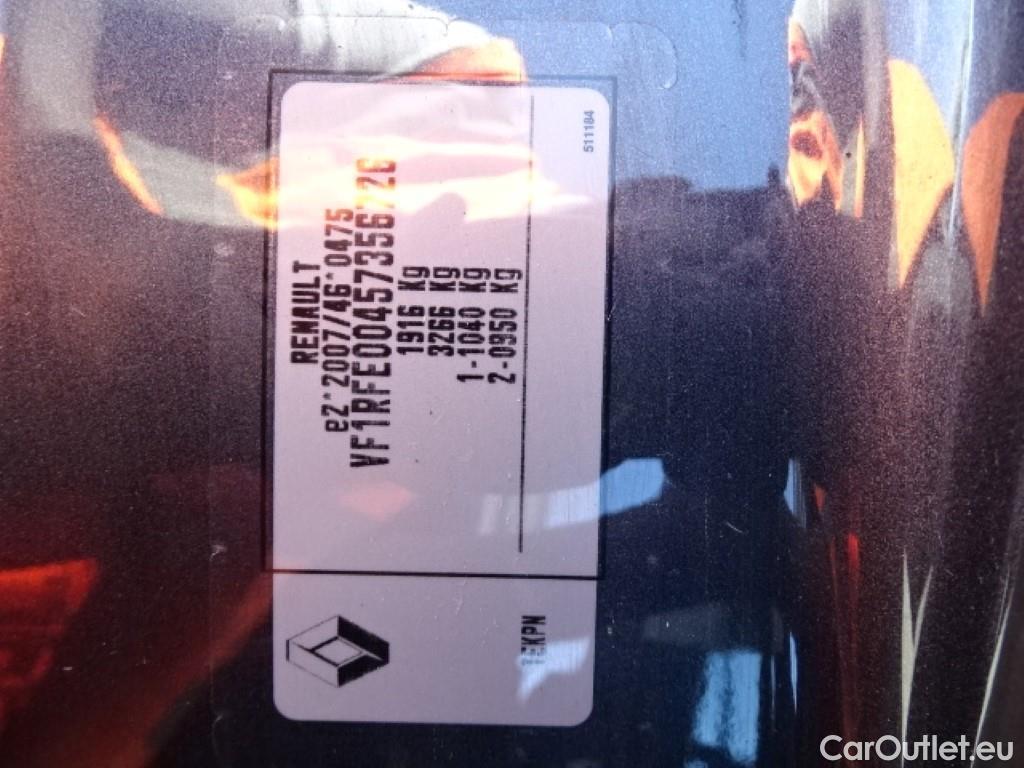 RENAULT
e2*2007/46*0475
VF1RFE00457356726
1916 Kg
3266 Kg
1-1040 Kg
2-0950 Kg
511184
CarOutlet.eu